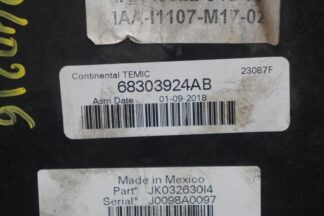 IAA-I1107-M17-02
Continental TEMIC
23087F
68303924AB
Asm Date 01-09-2018
Made in Mexico
Part# JK032630I4
Serial# J0098A0097